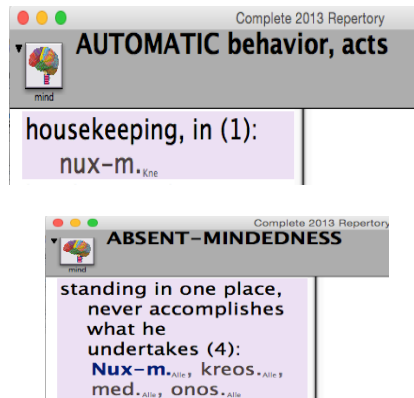 Complete 2013 Repertory
AUTOMATIC behavior, acts
mind
housekeeping, in (1):
nux-m.Kne
Complete 2013 Repertory
ABSENT-MINDEDNESS
mind
standing in one place,
never accomplishes
what he
undertakes (4):
Nux-m.Alle, kreos.Alle,
med.Alle, onos.Alle